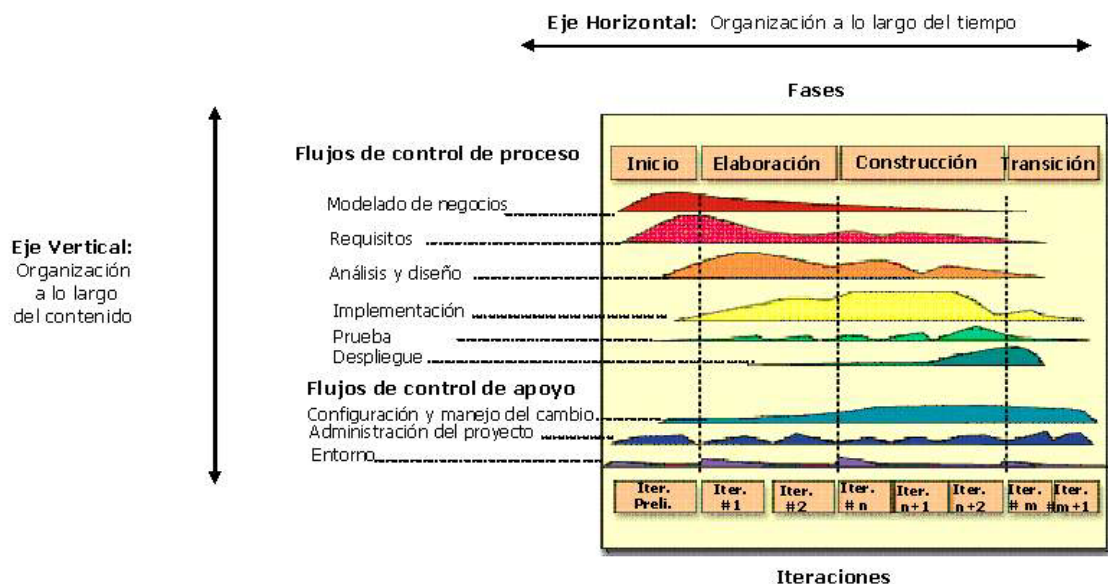 Eje Horizontal: Organización a lo largo del tiempo
Fases
Flujos de control de proceso
Inicio
Elaboración
Construcción
Transición
Modelado de negocios
Requisitos
Eje Vertical:
Organización
a lo largo
del contenido
Análisis y diseño
Implementación
Prueba
Despliegue
Flujos de control de apoyo
Configuración y manejo del cambio
Administración del proyecto
Entorno
Iter.
Preli.
Iter.
#1
Iter.
#2
Iter.
# n
Iter.
n+1
Iter.
n+2
Iter.
# m
Iter.
#m+1
Iteraciones